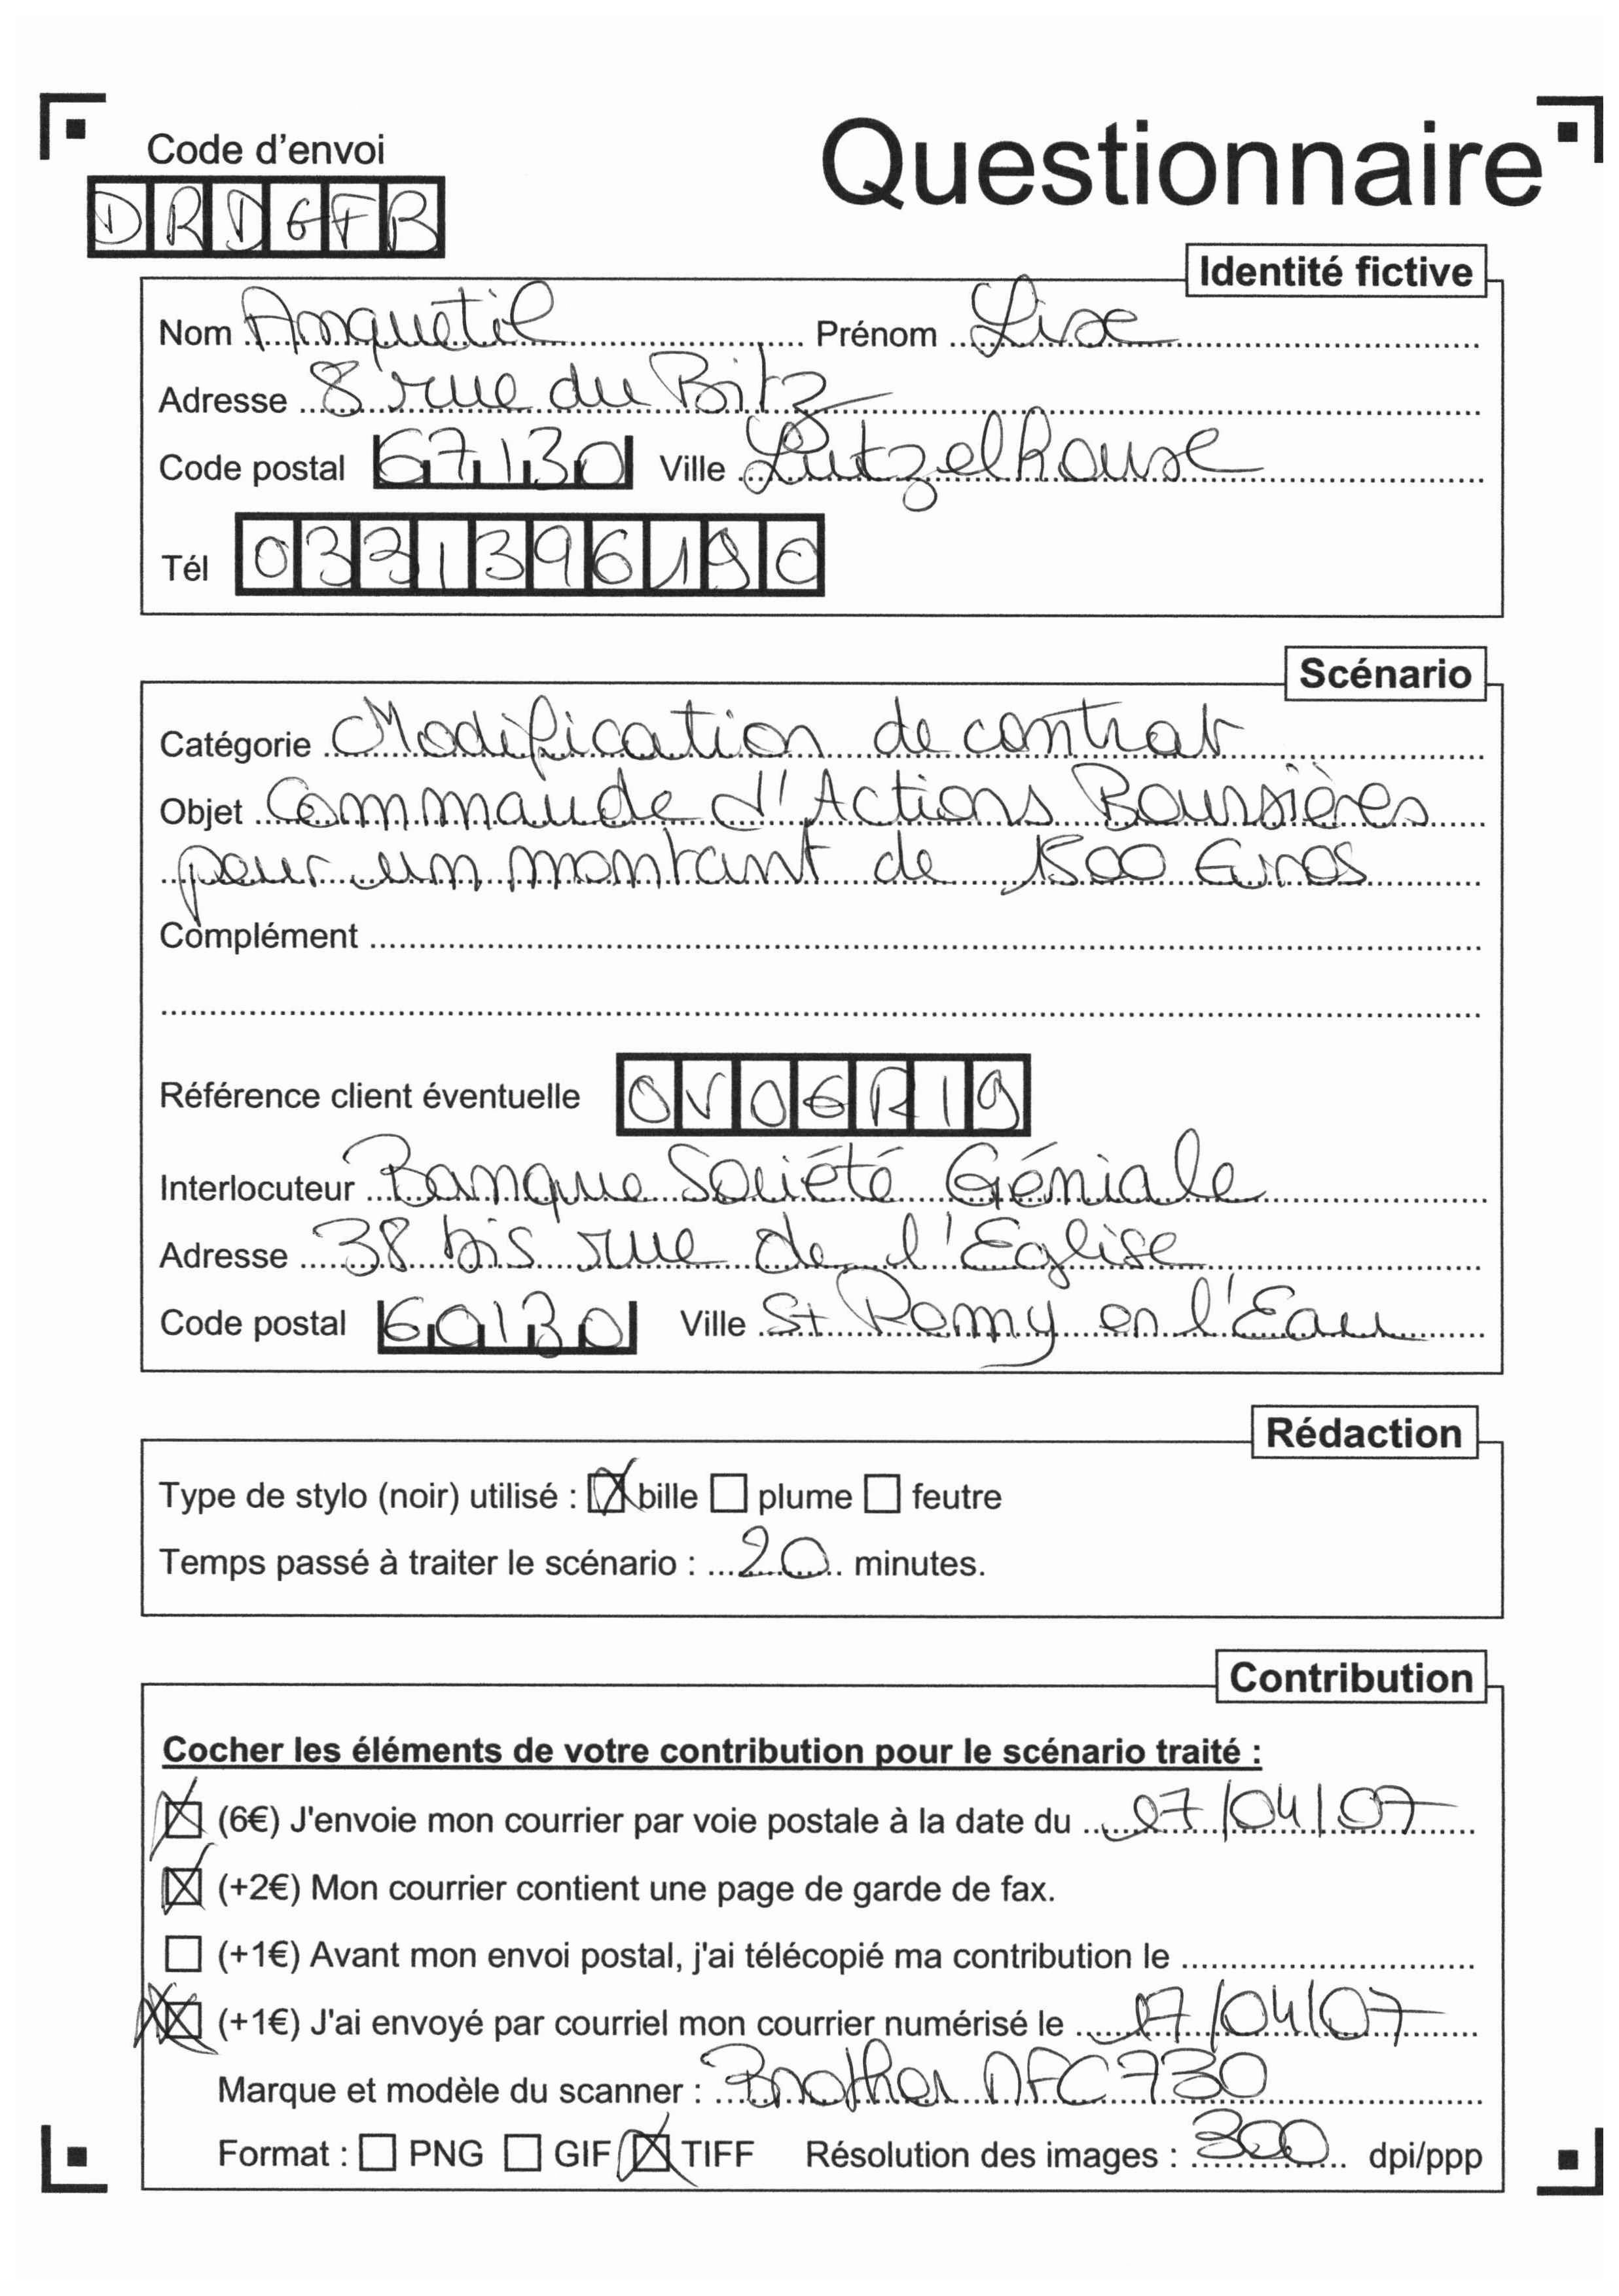 Questionnaire
Code d'envoi
DRDGFB
Identité fictive
Nom Anquetil Prénom Lise
Adresse 8 rue du Bitz
Code postal 67130 Ville Lutzelhouse
Tél 0331396190
Scénario
Catégorie Modification de contrat
Objet Commande d'Actions Boursières
pour un montant de 1500 Euros
Complément
Référence client éventuelle OVOGR19
Interlocuteur Banque Société Géniale
Adresse 38 bis rue de l'Eglise
Code postal 60130 Ville St Remy en l'Eau
Rédaction
Type de stylo (noir) utilisé : bille plume feutre
Temps passé à traiter le scénario : 20 minutes.
Contribution
Cocher les éléments de votre contribution pour le scénario traité :
(6€) J'envoie mon courrier par voie postale à la date du 17/04/07
(+2€) Mon courrier contient une page de garde de fax.
(+1€) Avant mon envoi postal, j'ai télécopié ma contribution le
(+1€) J'ai envoyé par courriel mon courrier numérisé le 17/04/07
Marque et modèle du scanner : Brother MFC 730
Format : PNG GIF TIFF Résolution des images : 300 dpi/ppp